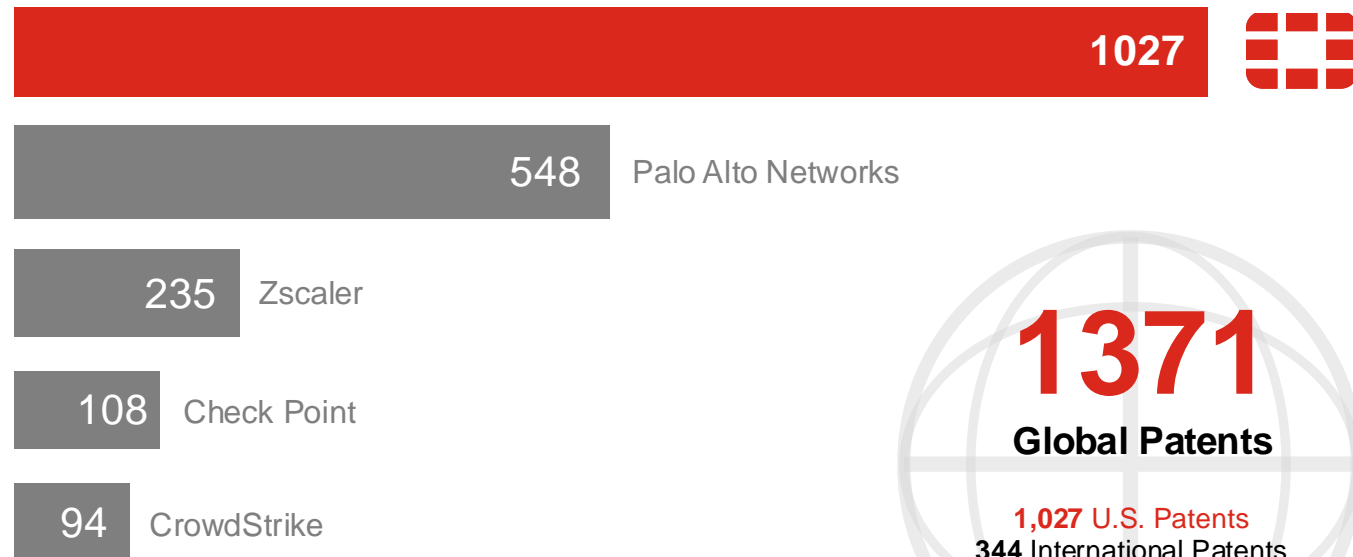 1027
548 Palo Alto Networks
235 Zscaler
1371
108 Check Point
Global Patents
94 CrowdStrike
1,027 U.S. Patents
344 International Patents